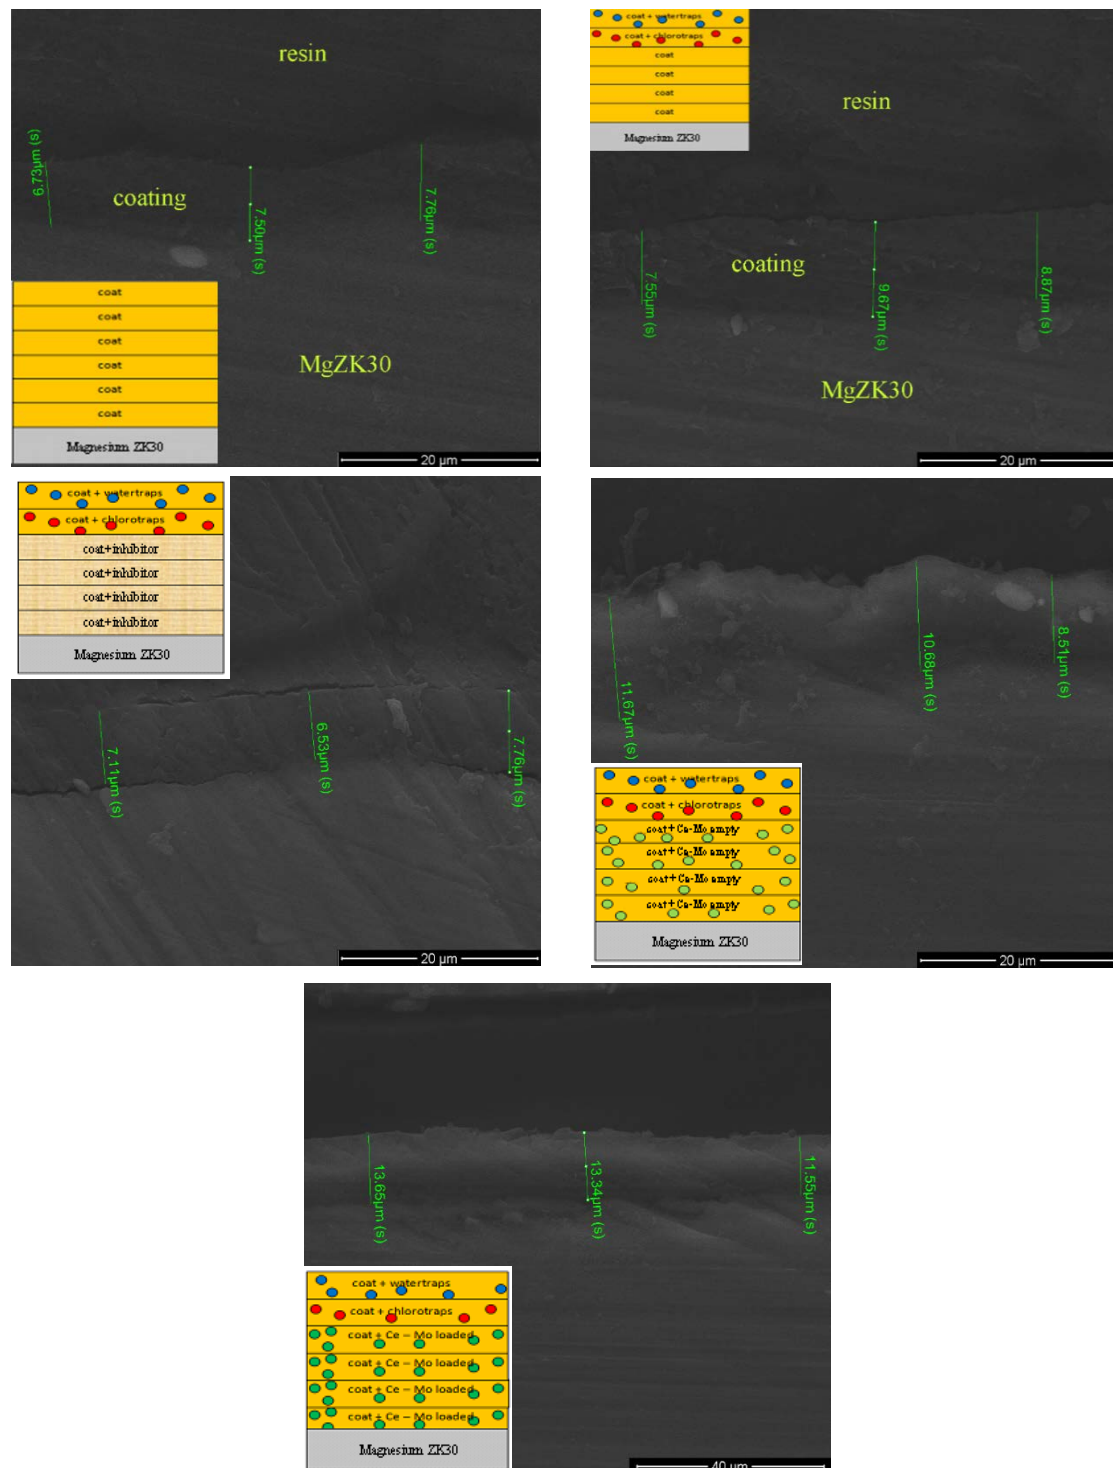 resin
6.73µm (s)
coating
7.50µm (s)
7.76µm (s)
coat
coat
coat
coat
coat
coat
Magnesium ZK30
MgZK30
20 µm
coat + watertraps
coat + chlorotraps
coat
coat
coat
coat
Magnesium ZK30
resin
coating
7.55µm (s)
9.67µm (s)
8.87µm (s)
MgZK30
20 µm
coat + watertraps
coat + chlorotraps
coat+inhibitor
coat+inhibitor
coat+inhibitor
coat+inhibitor
Magnesium ZK30
7.11µm (s)
6.53µm (s)
7.76µm (s)
20 µm
11.67µm (s)
10.68µm (s)
8.51µm (s)
coat + watertraps
coat + chlorotraps
coat+ Ce-Mo empty
coat+ Ce-Mo empty
coat+ Ce-Mo empty
coat+ Ce-Mo empty
Magnesium ZK30
20 µm
13.65µm (s)
13.34µm (s)
11.55µm (s)
coat + watertraps
coat + chlorotraps
coat + Ce – Mo loaded
coat + Ce – Mo loaded
coat + Ce – Mo loaded
coat + Ce – Mo loaded
Magnesium ZK30
40 µm